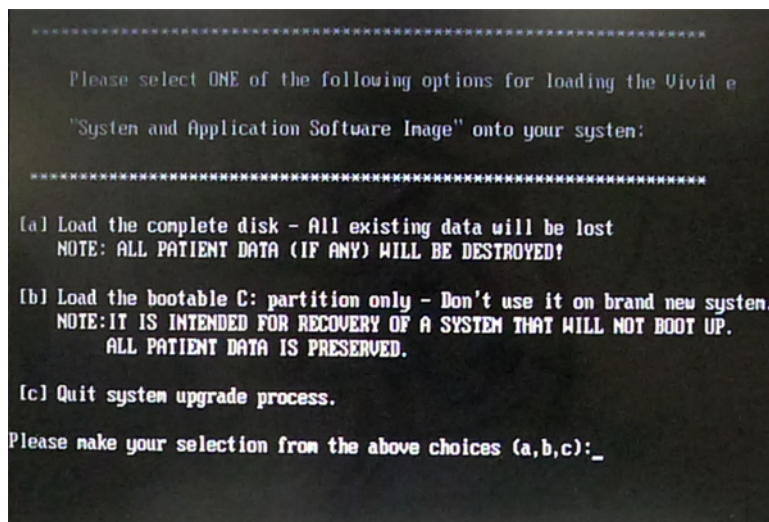 *******************************************************************
Please select ONE of the following options for loading the Vivid e
"System and Application Software Image" onto your system:
*******************************************************************
[a] Load the complete disk - All existing data will be lost
NOTE: ALL PATIENT DATA (IF ANY) WILL BE DESTROYED!
[b] Load the bootable C: partition only - Don't use it on brand new system.
NOTE:IT IS INTENDED FOR RECOVERY OF A SYSTEM THAT WILL NOT BOOT UP.
ALL PATIENT DATA IS PRESERVED.
[c] Quit system upgrade process.
Please make your selection from the above choices (a,b,c):_